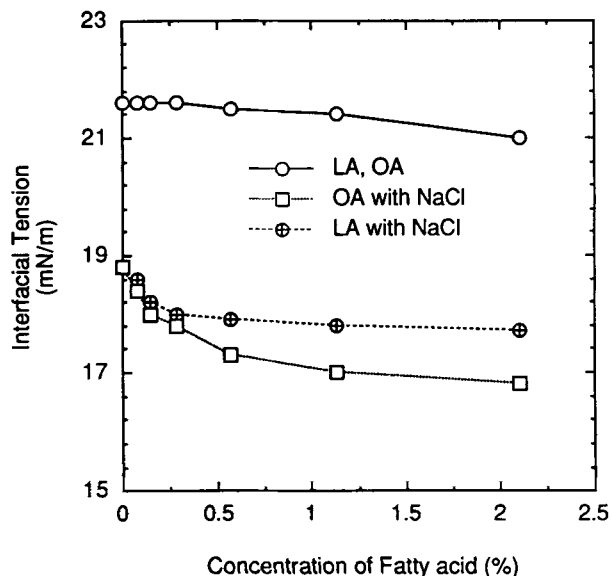 23
21
19
17
15
Interfacial Tension
(mN/m)
LA, OA
OA with NaCl
LA with NaCl
0 0.5 1 1.5 2 2.5
Concentration of Fatty acid (%)